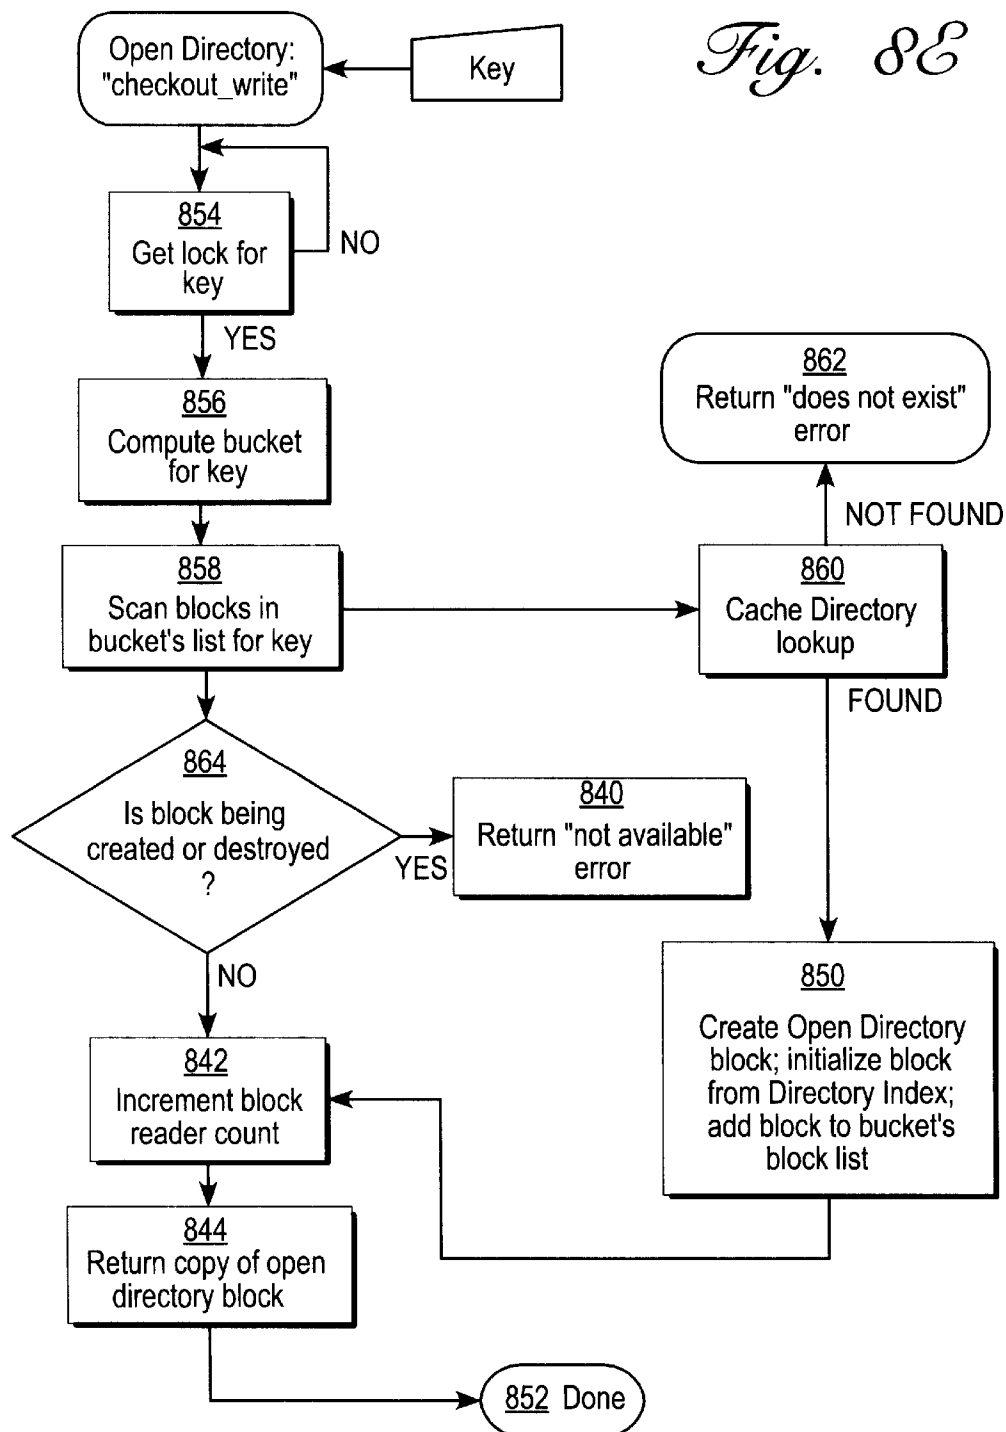 Fig. 8E
Open Directory:
"checkout_write"
Key
854
Get lock for
key
NO
YES
856
Compute bucket
for key
862
Return "does not exist"
error
NOT FOUND
858
Scan blocks in
bucket's list for key
860
Cache Directory
lookup
FOUND
864
Is block being
created or destroyed
?
YES
840
Return "not available"
error
NO
850
Create Open Directory
block; initialize block
from Directory Index;
add block to bucket's
block list
842
Increment block
reader count
844
Return copy of open
directory block
852 Done